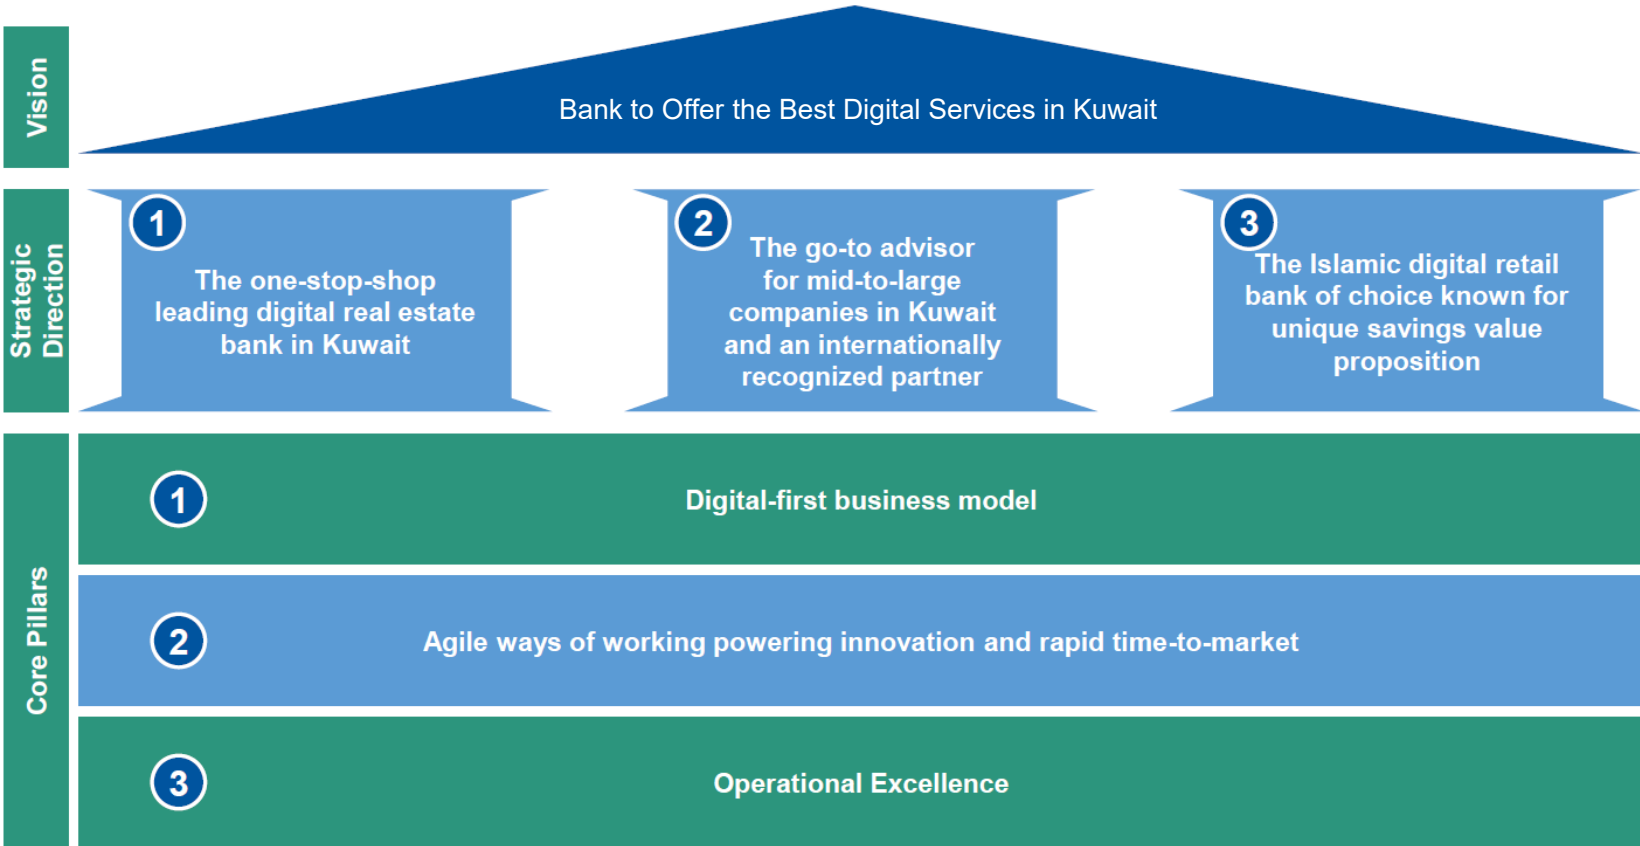 Vision
Bank to Offer the Best Digital Services in Kuwait
Strategic
Direction
1
The one-stop-shop
leading digital real estate
bank in Kuwait
2
The go-to advisor
for mid-to-large
companies in Kuwait
and an internationally
recognized partner
3
The Islamic digital retail
bank of choice known for
unique savings value
proposition
Core Pillars
1
Digital-first business model
2
Agile ways of working powering innovation and rapid time-to-market
3
Operational Excellence